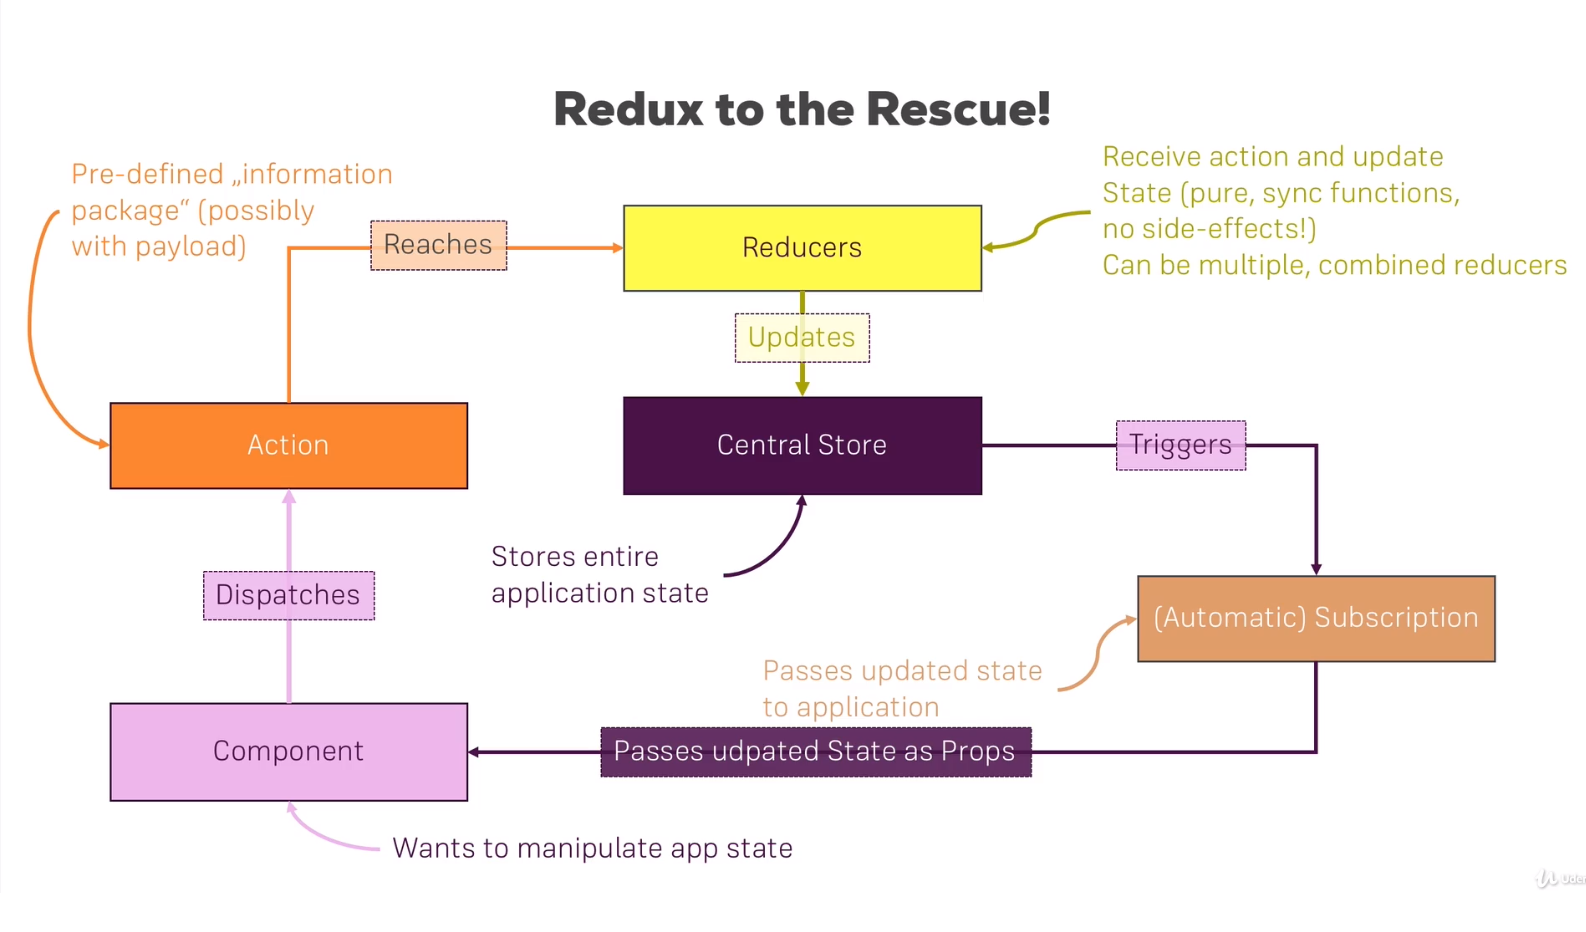 Redux to the Rescue!
Pre-defined „information
package“ (possibly
with payload)
Reaches
Reducers
Receive action and update
State (pure, sync functions,
no side-effects!)
Can be multiple, combined reducers
Updates
Action
Central Store
Triggers
Stores entire
application state
Dispatches
(Automatic) Subscription
Passes updated state
to application
Component
Passes udpated State as Props
Wants to manipulate app state